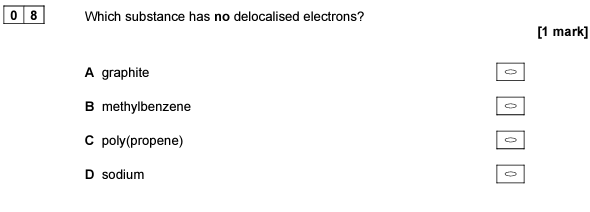 0 8 Which substance has no delocalised electrons?
[1 mark]
A graphite
B methylbenzene
C poly(propene)
D sodium